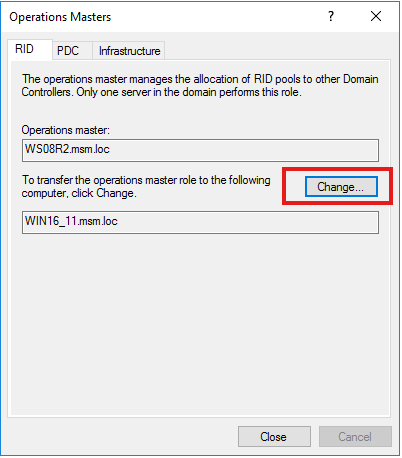 Operations Masters
RID
PDC
Infrastructure
The operations master manages the allocation of RID pools to other Domain
Controllers. Only one server in the domain performs this role.
Operations master:
WS08R2.msm.loc
To transfer the operations master role to the following
computer, click Change.
Change...
WIN16_11.msm.loc
Close
Cancel